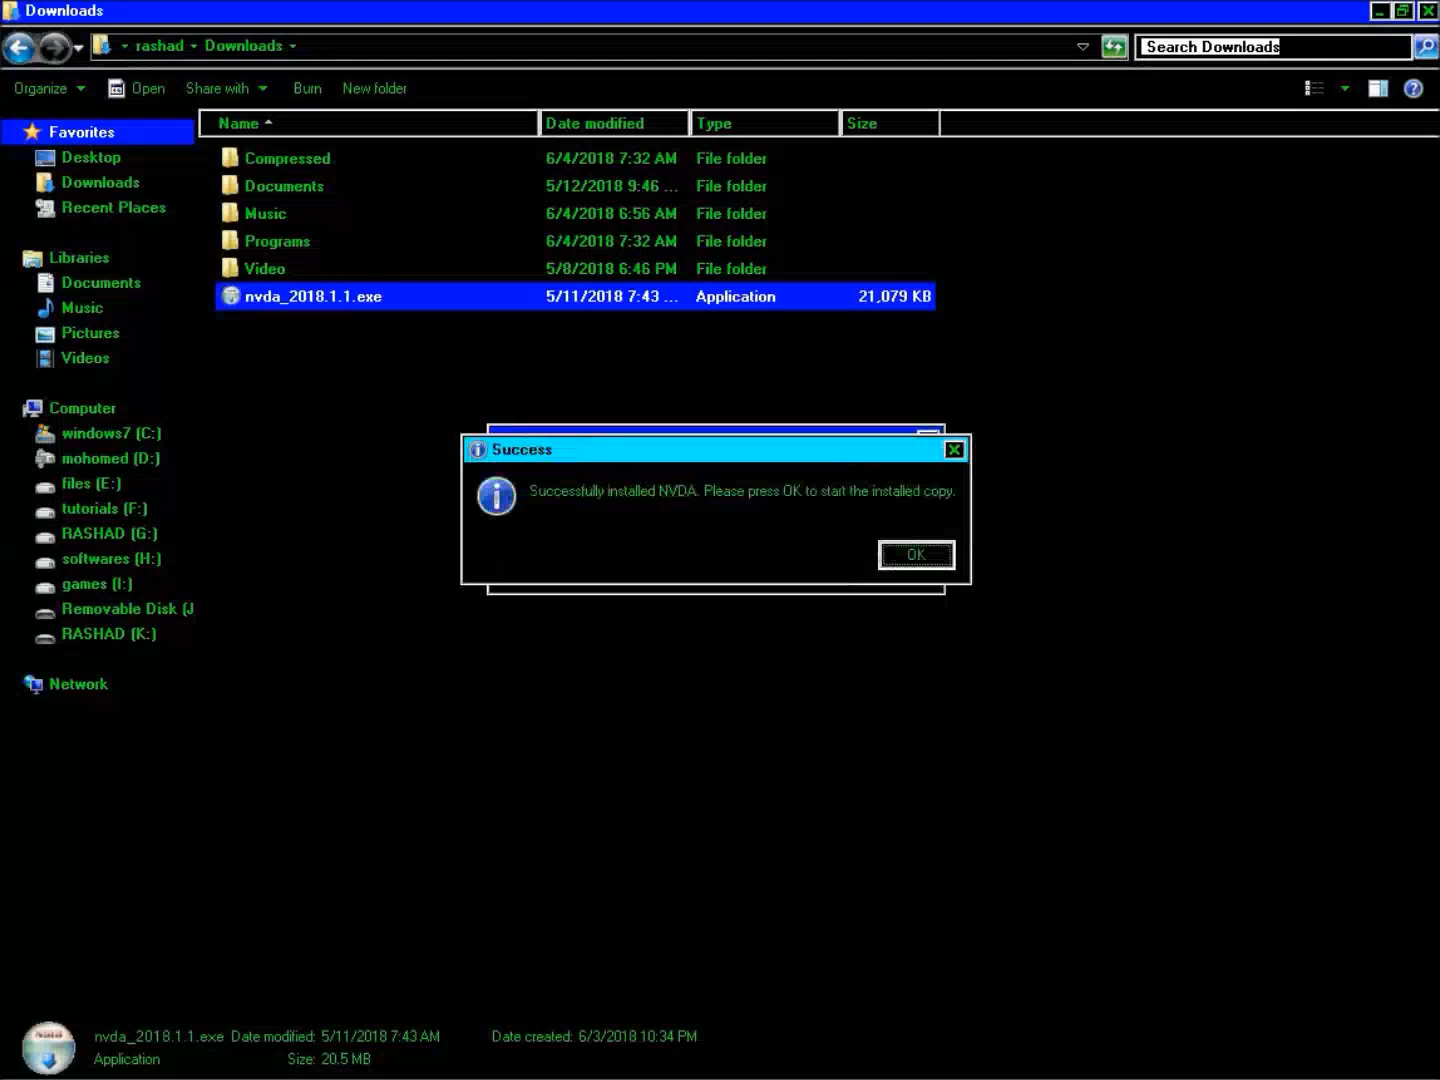 Downloads
rashad Downloads
Search Downloads
Organize Open Share with Burn New folder
Name Date modified Type Size
Favorites
Desktop
Downloads
Recent Places
Libraries
Documents
Music
Pictures
Videos
Computer
windows7 (C:)
mohomed (D:)
files (E:)
tutorials (F:)
RASHAD (G:)
softwares (H:)
games (I:)
Removable Disk (J
RASHAD (K:)
Network
Compressed 6/4/2018 7:32 AM File folder
Documents 5/12/2018 9:46 ... File folder
Music 6/4/2018 6:56 AM File folder
Programs 6/4/2018 7:32 AM File folder
Video 5/8/2018 6:46 PM File folder
nvda_2018.1.1.exe 5/11/2018 7:43 ... Application 21,079 KB
Success
Successfully installed NVDA. Please press OK to start the installed copy.
OK
nvda_2018.1.1.exe Date modified: 5/11/2018 7:43 AM Date created: 6/3/2018 10:34 PM
Application Size: 20.5 MB